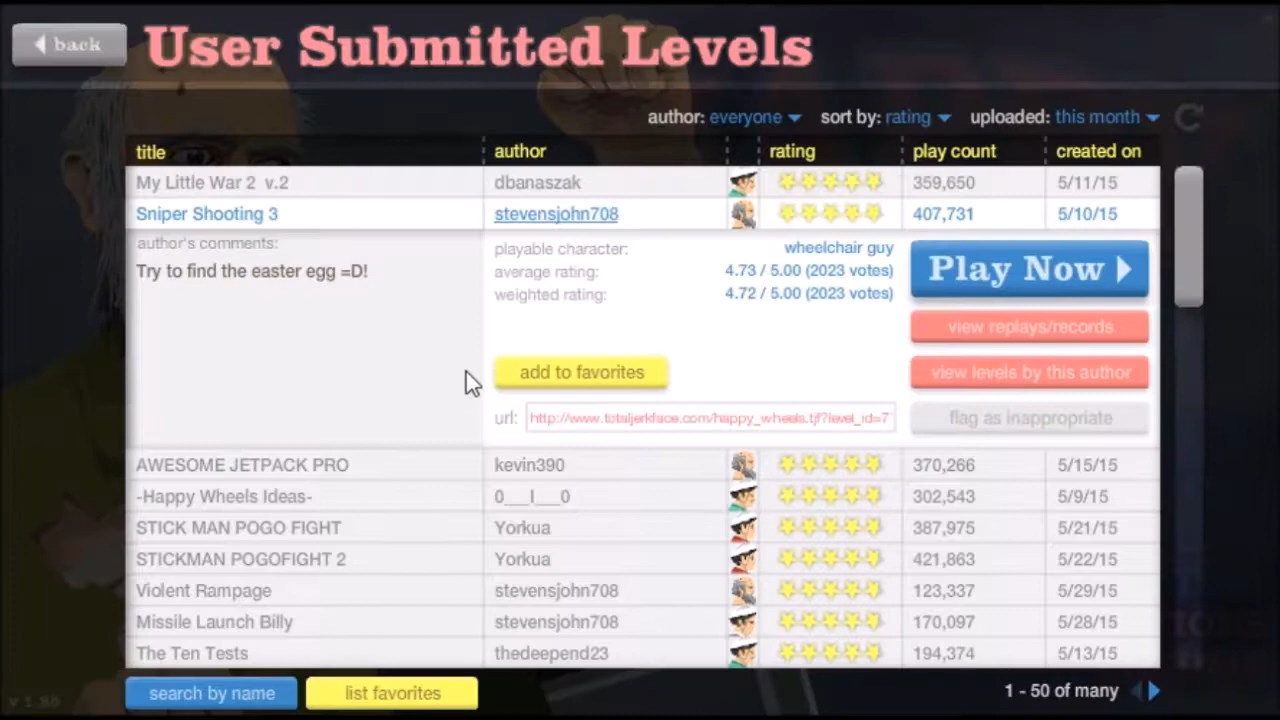 back
User Submitted Levels
author: everyone sort by: rating uploaded: this month
title author rating play count created on
My Little War 2 v.2 dbanaszak 359,650 5/11/15
Sniper Shooting 3 stevensjohn708 407,731 5/10/15
author's comments:
Try to find the easter egg =D!
playable character: wheelchair guy
average rating: 4.73 / 5.00 (2023 votes)
weighted rating: 4.72 / 5.00 (2023 votes)
Play Now
view replays/records
add to favorites
view levels by this author
url: http://www.totaljerkface.com/happy_wheels.tjf?level_id=7
flag as inappropriate
AWESOME JETPACK PRO kevin390 370,266 5/15/15
-Happy Wheels Ideas- 0___I___0 302,543 5/9/15
STICK MAN POGO FIGHT Yorkua 387,975 5/21/15
STICKMAN POGOFIGHT 2 Yorkua 421,863 5/22/15
Violent Rampage stevensjohn708 123,337 5/29/15
Missile Launch Billy stevensjohn708 170,097 5/28/15
The Ten Tests thedeepend23 194,374 5/13/15
search by name list favorites 1 - 50 of many